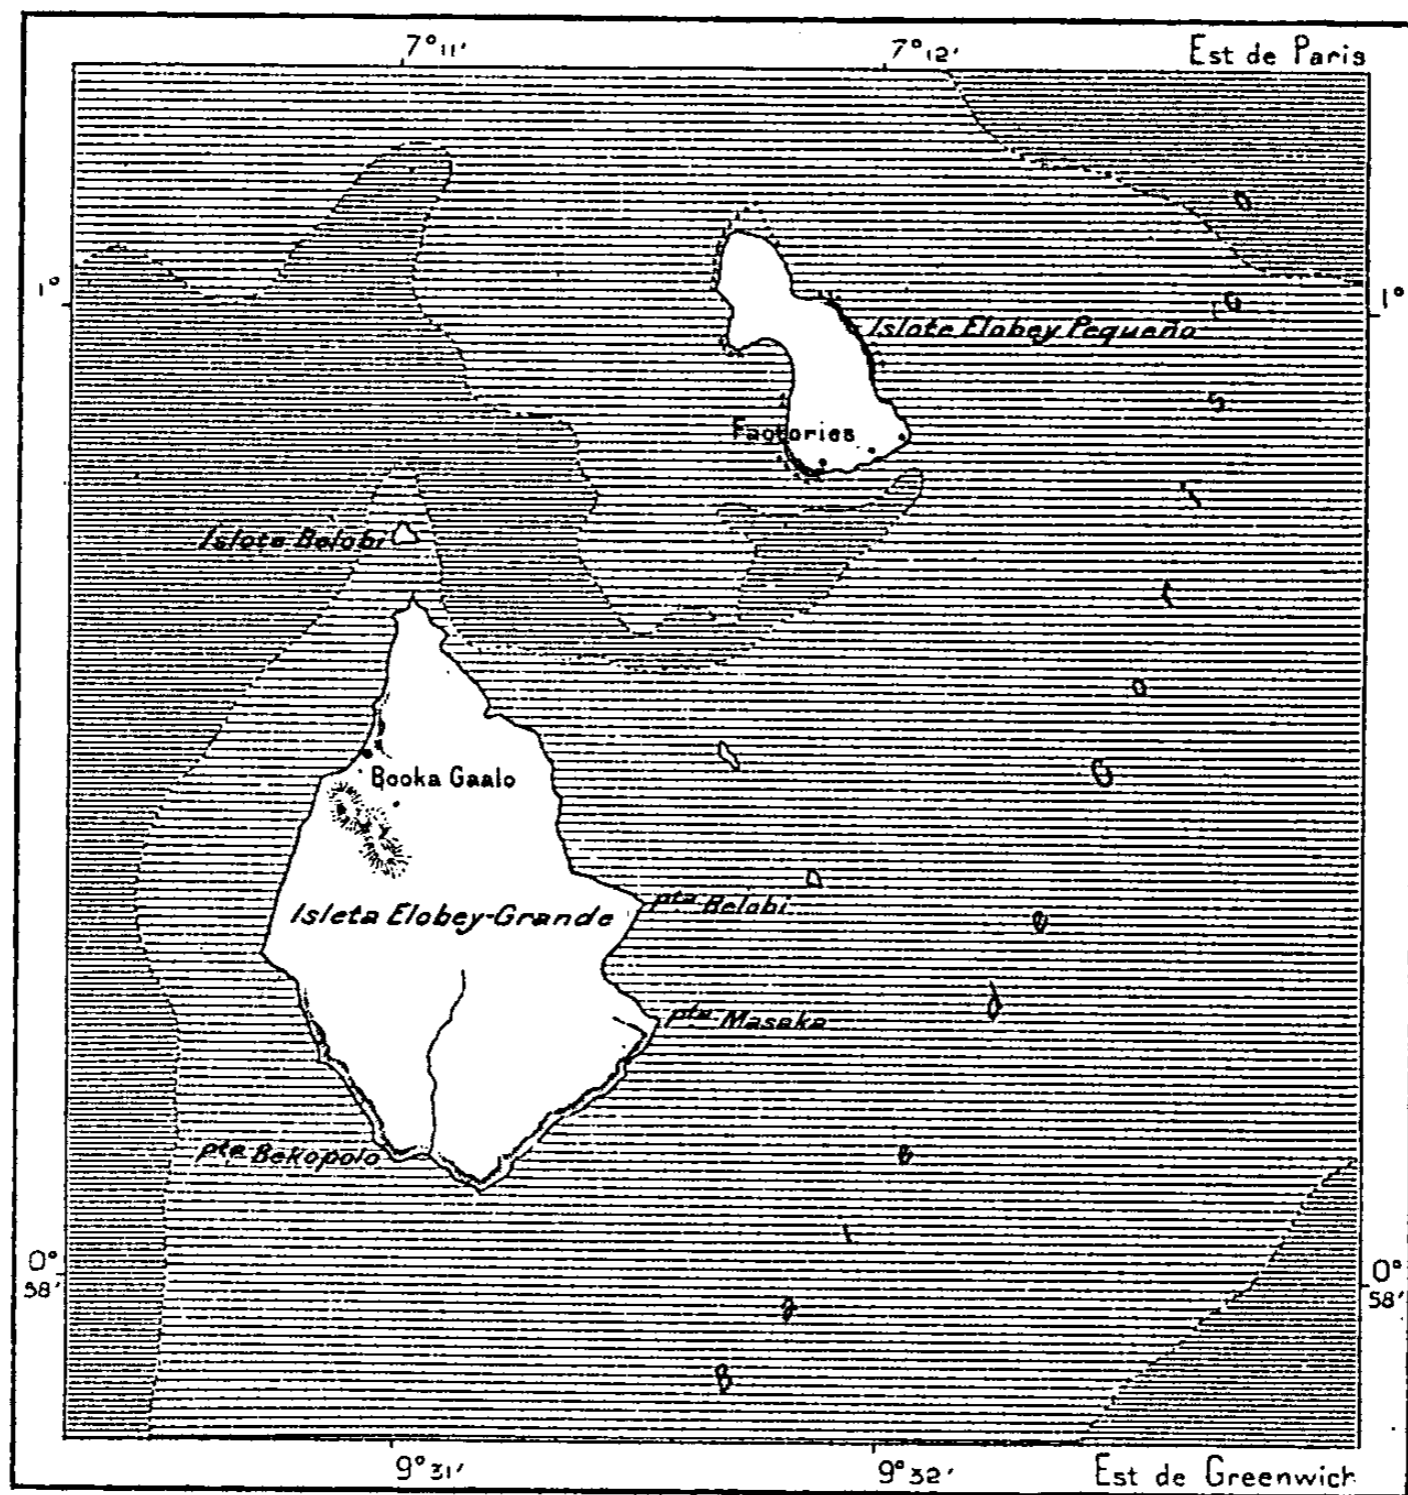 7° 11′ 7° 12′ Est de Paris
1° 1°
Islote Elobey Pequeño
Factories
Islote Belobi
Booka Gaalo
Isleta Elobey-Grande
pta Belobi
pta Masaka
pta Bekopolo
0° 58′ 0° 58′
9° 31′ 9° 32′ Est de Greenwich